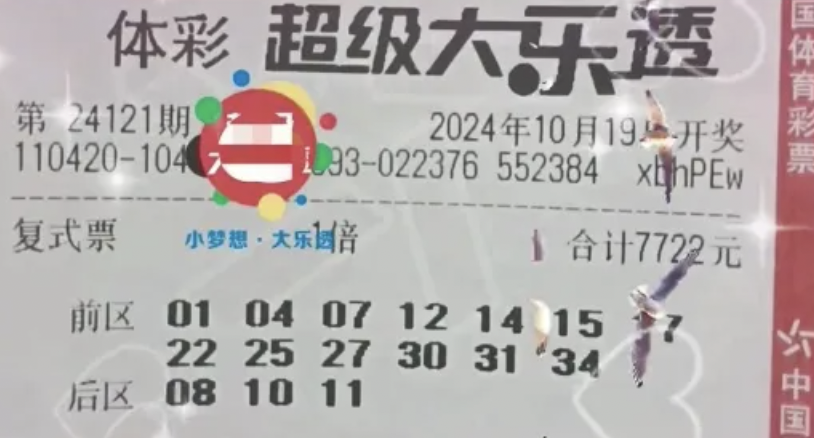 体彩 超级大乐透
第 24121期 2024年10月19日开奖
110420-104 93-022376 552384 xbhPEw
复式票 1倍 合计7722元
小梦想·大乐透
前区 01 04 07 12 14 15 17
22 25 27 30 31 34
后区 08 10 11
国体育彩票
中国